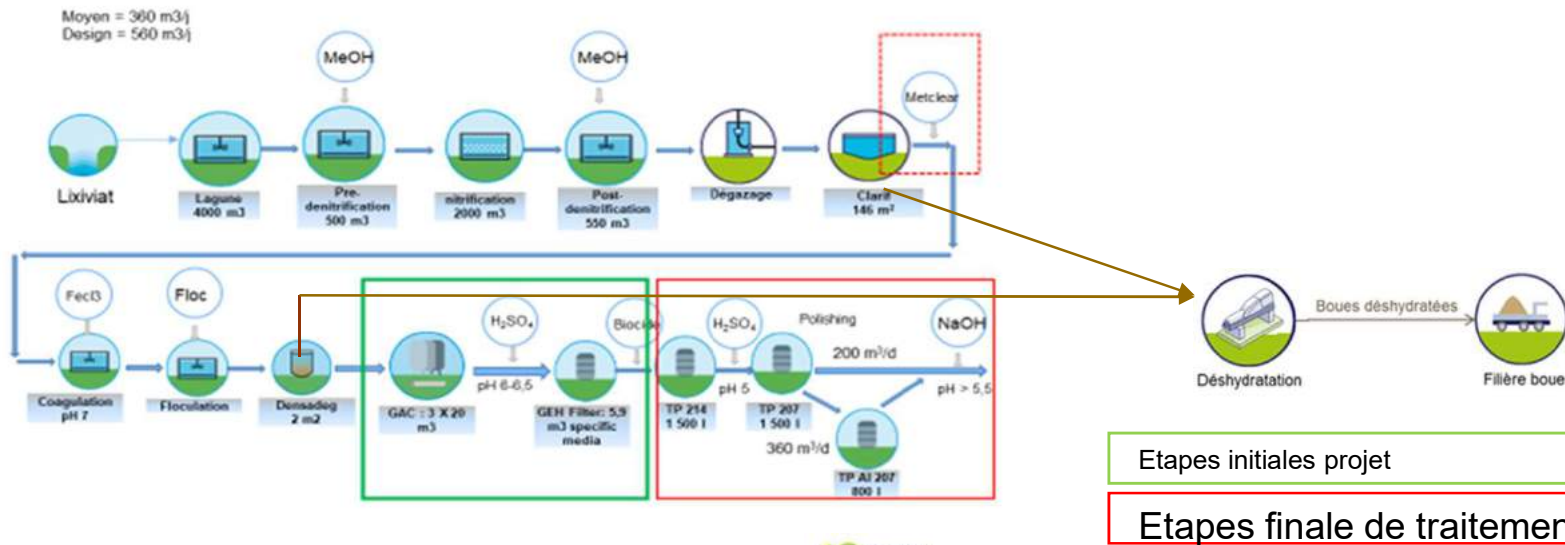 Moyen = 360 m3/j
Design = 560 m3/j
MeOH
MeOH
Metclear
Lixiviat
Lagune
4000 m3
Pre-
denitrification
500 m3
nitrification
2000 m3
Post-
denitrification
550 m3
Dégazage
Clarif
146 m²
Fecl3
Floc
H₂SO₄
Biocide
H₂SO₄
Polishing
NaOH
200 m³/d
pH 6-6,5
pH 5
pH > 5,5
Coagulation
pH 7
Floculation
Densadeg
2 m2
GAC : 3 X 20
m3
GEH Filter: 5,9
m3 specific
media
TP 214
1 500 l
TP 207
1 500 l
360 m³/d
TP Al 207
800 l
Boues déshydratées
Déshydratation
Filière boue
Etapes initiales projet
Etapes finale de traitemen